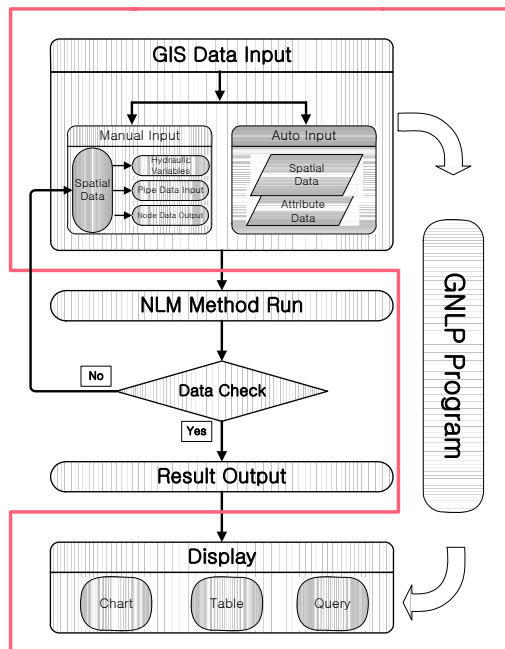 GIS Data Input
Manual Input
Auto Input
Spatial
Data
Hydraulic
Variables
Pipe Data Input
Node Data Output
Spatial
Data
Attribute
Data
GNLP Program
NLM Method Run
No
Data Check
Yes
Result Output
Display
Chart
Table
Query